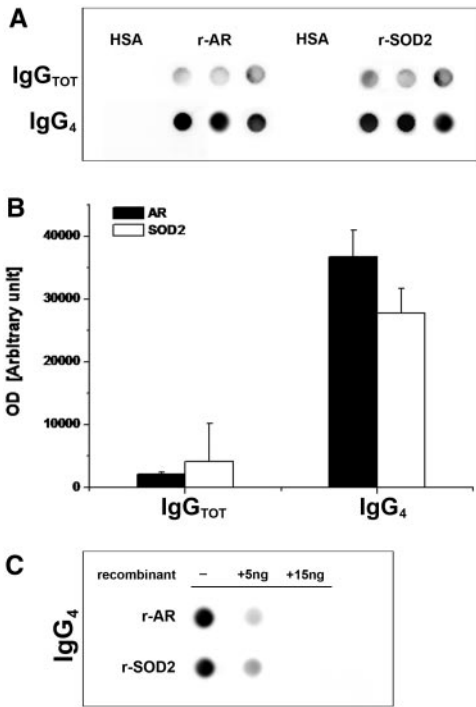 A
HSA r-AR HSA r-SOD2
IgGTOT
IgG4
B
AR
SOD2
40000
30000
20000
10000
0
OD [Arbitrary unit]
IgGTOT IgG4
C
recombinant – +5ng +15ng
IgG4
r-AR
r-SOD2